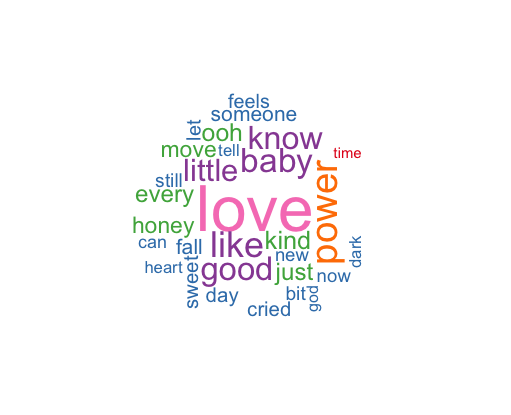 feels
someone
let
ooh
know
move
tell
time
little
baby
still
every
love
power
honey
can
fall
like
kind
dark
heart
sweet
good
new
just
now
day
bit
god
cried